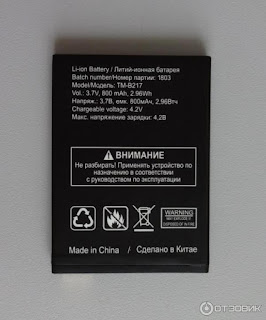 Li-ion Battery / Литий-ионная батарея
Batch number/Номер партии: 1803
Model/Модель: TM-B217
Volt: 3.7V, 800 mAh, 2.96Wh
Напряж.: 3,7В, емк. 800мАч, 2,96Втч
Chargeable voltage: 4.2V
Макс. напряжение зарядки: 4,2В
ВНИМАНИЕ
Не разбирать! Применять устройство по
назначению в соответствии
с руководством по эксплуатации
WARNING
Made in China / Сделано в Китае
ОТЗОВИК